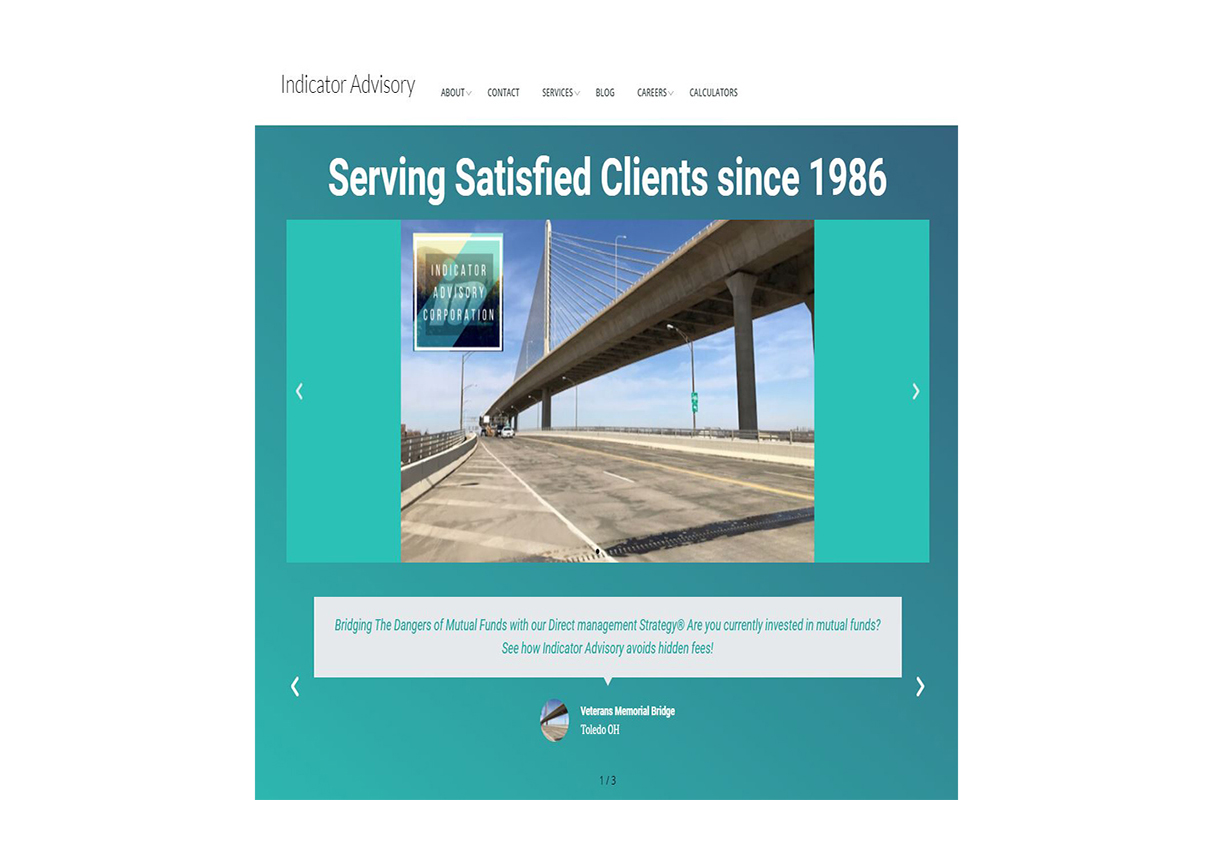 Indicator Advisory
ABOUT CONTACT SERVICES BLOG CAREERS CALCULATORS
Serving Satisfied Clients since 1986
INDICATOR
ADVISORY
CORPORATION
Bridging The Dangers of Mutual Funds with our Direct management Strategy® Are you currently invested in mutual funds?
See how Indicator Advisory avoids hidden fees!
Veterans Memorial Bridge
Toledo OH
1 / 3